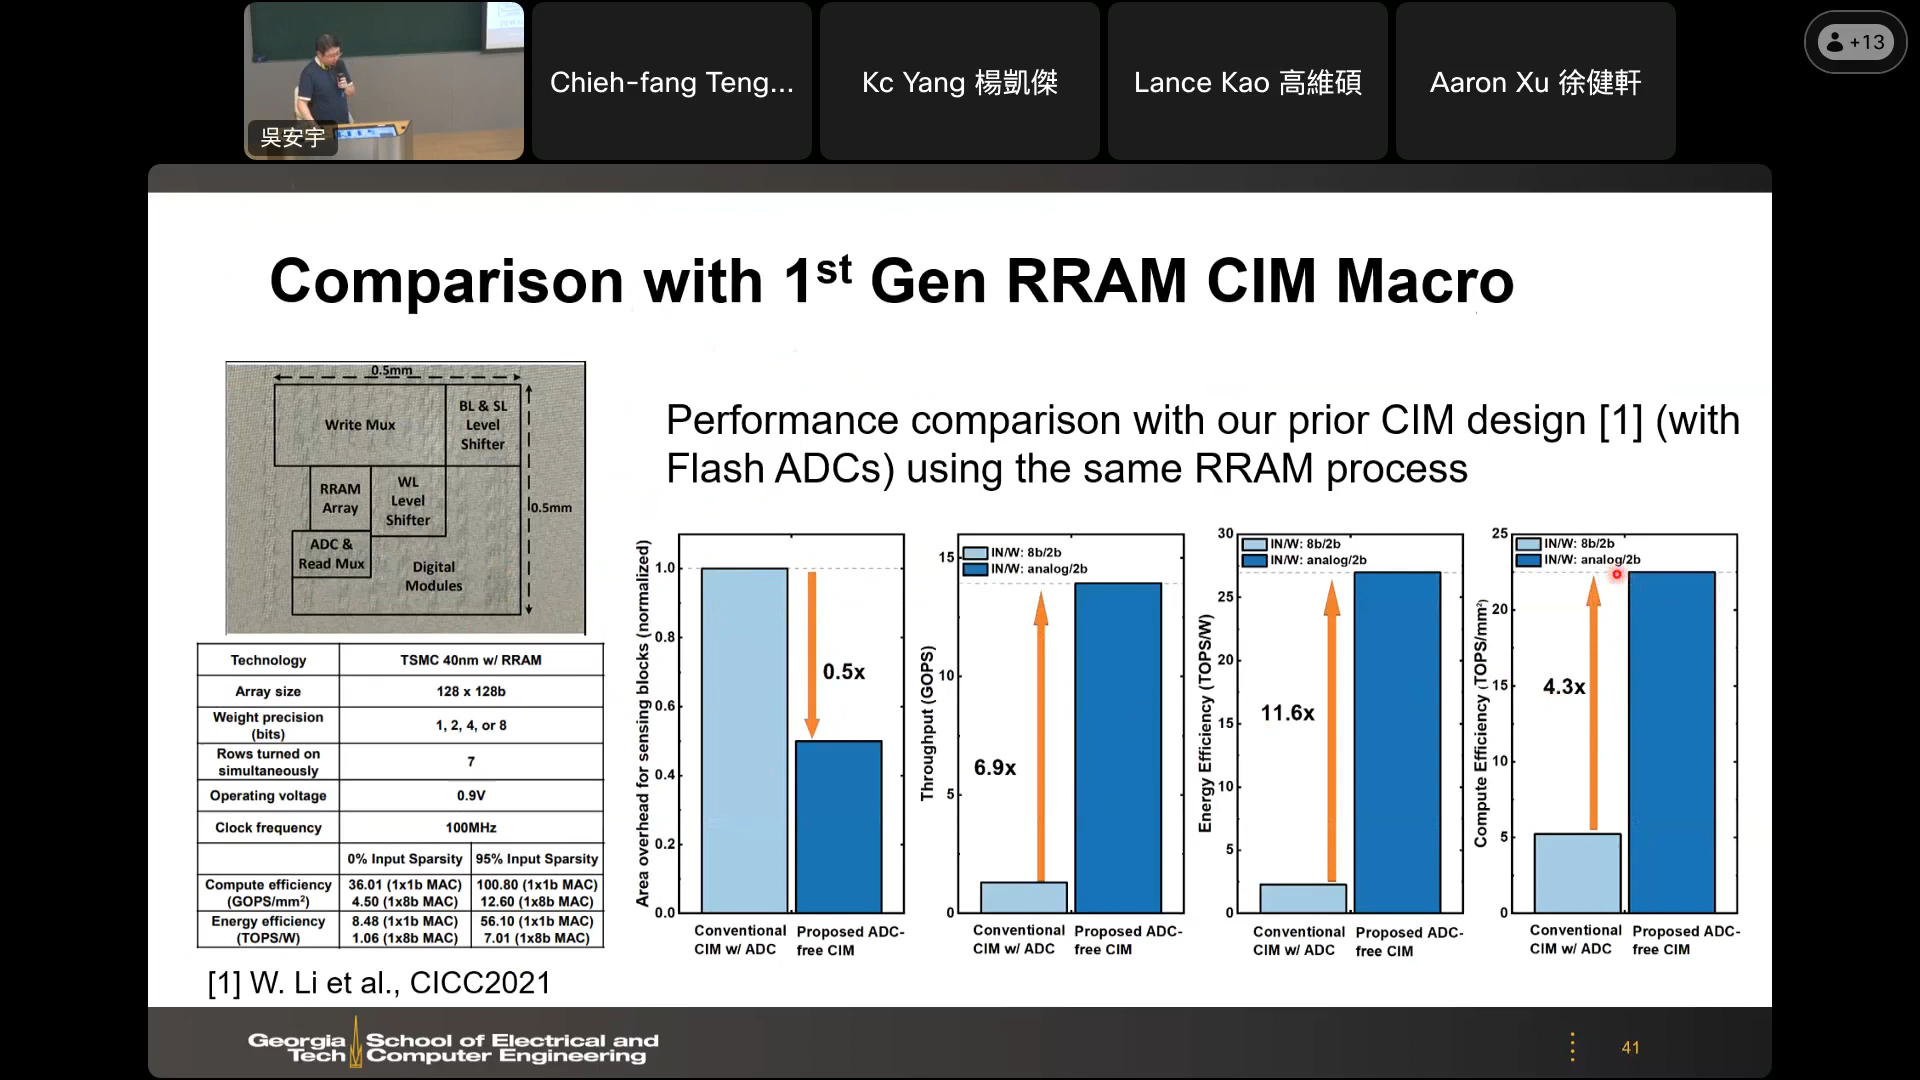 吳安宇
Chieh-fang Teng...
Kc Yang 楊凱傑
Lance Kao 高維碩
Aaron Xu 徐健軒
+13
Comparison with 1st Gen RRAM CIM Macro
0.5mm
Write Mux
BL & SL
Level
Shifter
RRAM
Array
WL
Level
Shifter
0.5mm
ADC &
Read Mux
Digital
Modules
Technology TSMC 40nm w/ RRAM
Array size 128 x 128b
Weight precision
(bits) 1, 2, 4, or 8
Rows turned on
simultaneously 7
Operating voltage 0.9V
Clock frequency 100MHz
0% Input Sparsity 95% Input Sparsity
Compute efficiency 36.01 (1x1b MAC) 100.80 (1x1b MAC)
(GOPS/mm²) 4.50 (1x8b MAC) 12.60 (1x8b MAC)
Energy efficiency 8.48 (1x1b MAC) 56.10 (1x1b MAC)
(TOPS/W) 1.06 (1x8b MAC) 7.01 (1x8b MAC)
[1] W. Li et al., CICC2021
Performance comparison with our prior CIM design [1] (with
Flash ADCs) using the same RRAM process
Area overhead for sensing blocks (normalized)
1.0
0.8
0.6
0.4
0.2
0.0
0.5x
Conventional Proposed ADC-
CIM w/ ADC free CIM
Throughput (GOPS)
15
10
5
0
IN/W: 8b/2b
IN/W: analog/2b
6.9x
Conventional Proposed ADC-
CIM w/ ADC free CIM
Energy Efficiency (TOPS/W)
30
25
20
15
10
5
0
IN/W: 8b/2b
IN/W: analog/2b
11.6x
Conventional Proposed ADC-
CIM w/ ADC free CIM
Compute Efficiency (TOPS/mm²)
25
20
15
10
5
0
IN/W: 8b/2b
IN/W: analog/2b
4.3x
Conventional Proposed ADC-
CIM w/ ADC free CIM
Georgia School of Electrical and
Tech Computer Engineering
41